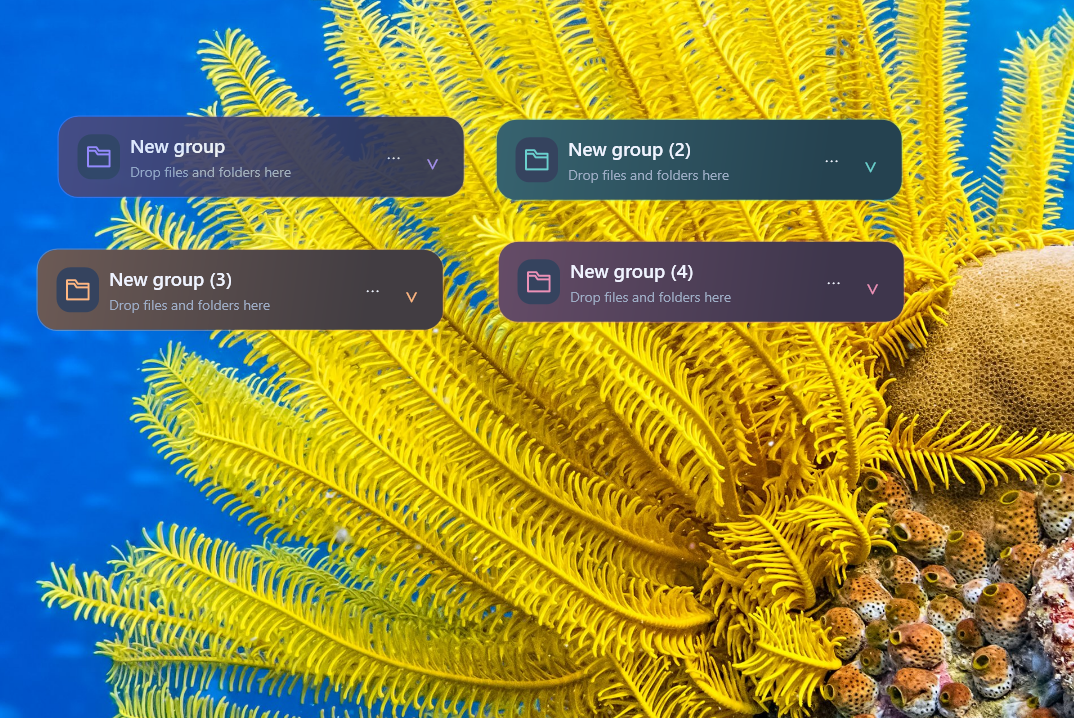 New group
Drop files and folders here
...
New group (2)
Drop files and folders here
...
New group (3)
Drop files and folders here
...
New group (4)
Drop files and folders here
...